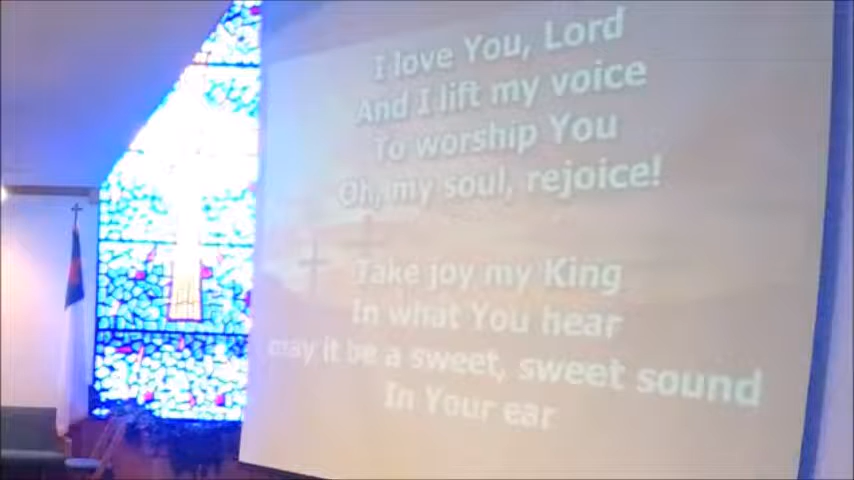 I love You, Lord
And I lift my voice
To worship You
Oh, my soul, rejoice!
Take joy my King
In what You hear
may it be a sweet, sweet sound
In Your ear